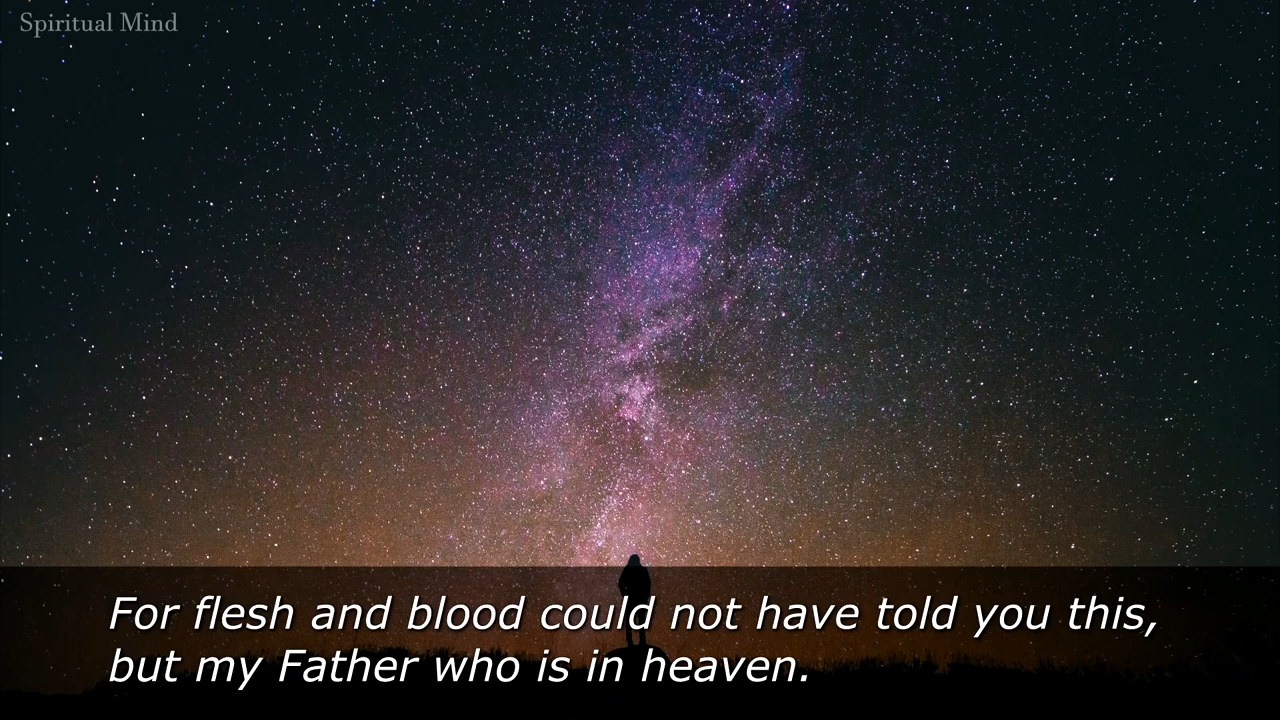 Spiritual Mind
For flesh and blood could not have told you this,
but my Father who is in heaven.